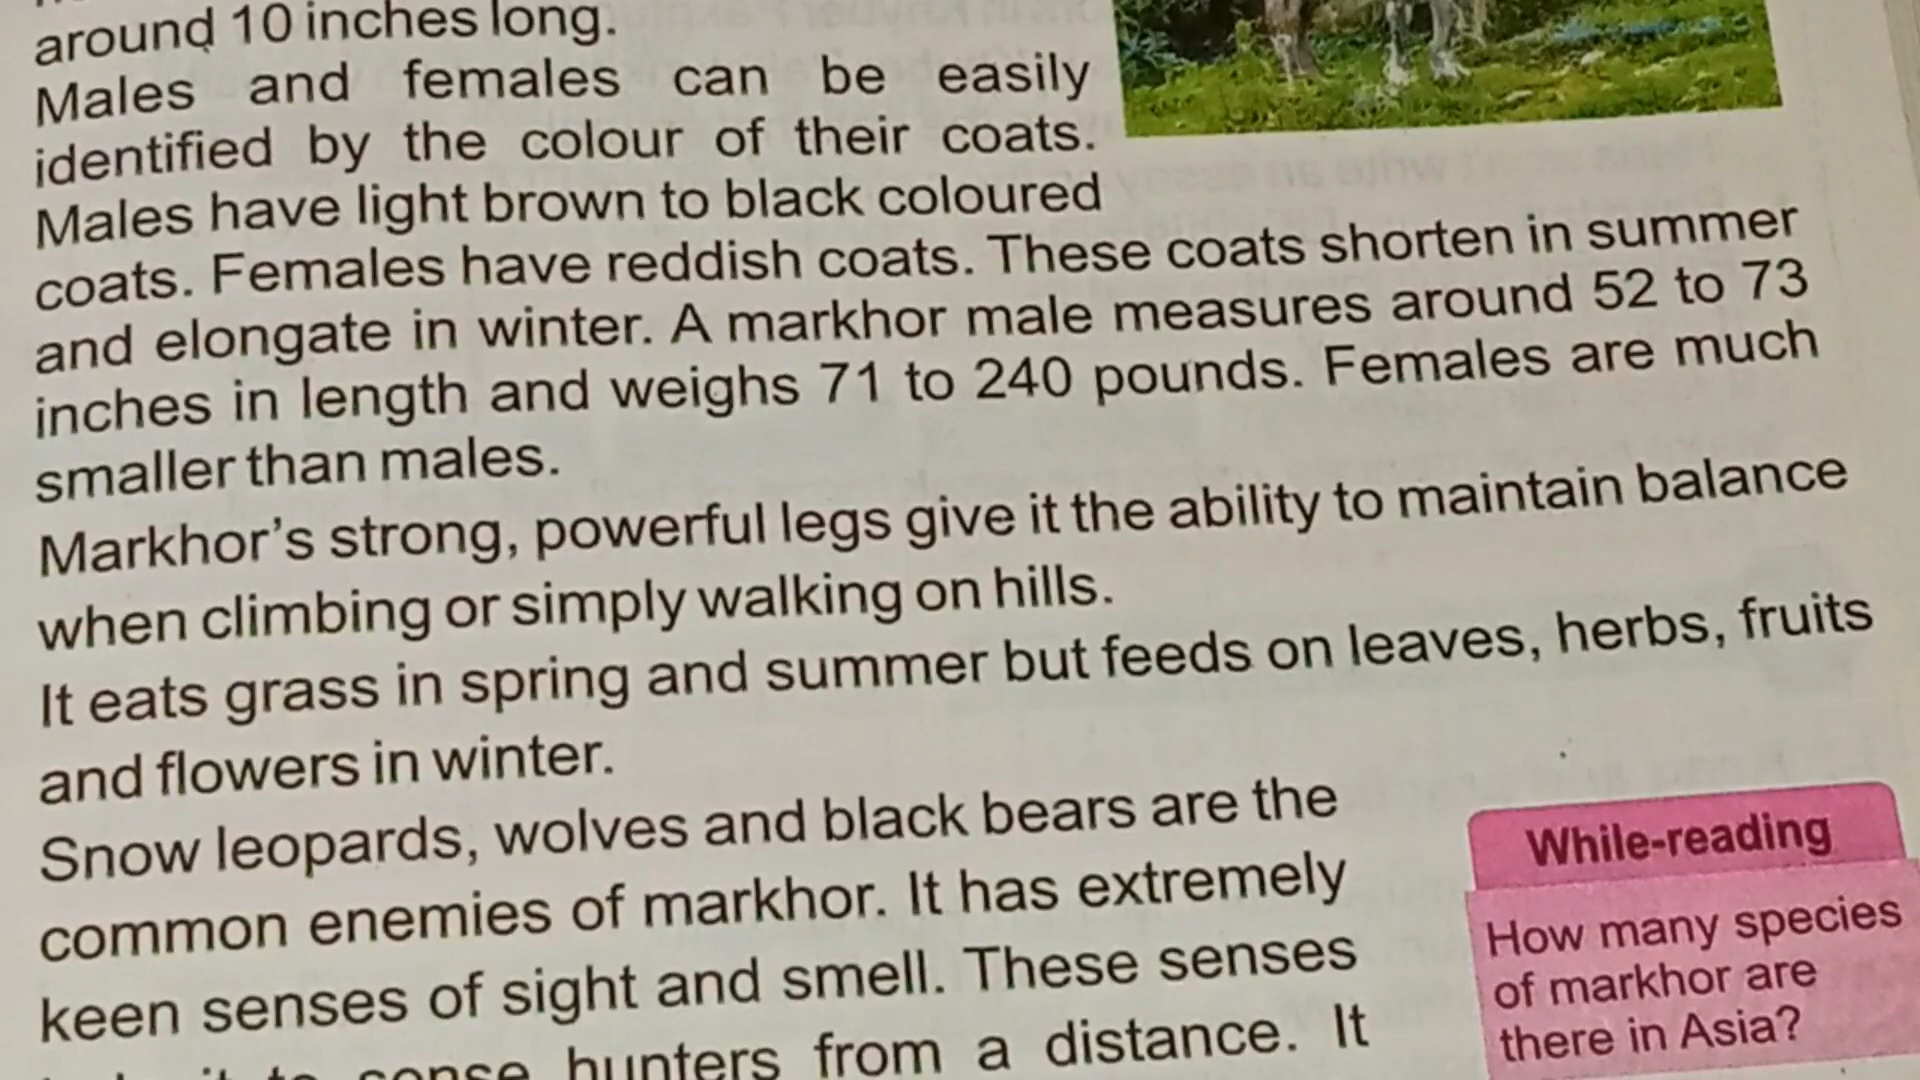 around 10 inches long.
Males and females can be easily
identified by the colour of their coats.
Males have light brown to black coloured
coats. Females have reddish coats. These coats shorten in summer
and elongate in winter. A markhor male measures around 52 to 73
inches in length and weighs 71 to 240 pounds. Females are much
smaller than males.
Markhor's strong, powerful legs give it the ability to maintain balance
when climbing or simply walking on hills.
It eats grass in spring and summer but feeds on leaves, herbs, fruits
and flowers in winter.
Snow leopards, wolves and black bears are the
common enemies of markhor. It has extremely
keen senses of sight and smell. These senses
sense hunters from a distance. It
While-reading
How many species
of markhor are
there in Asia?